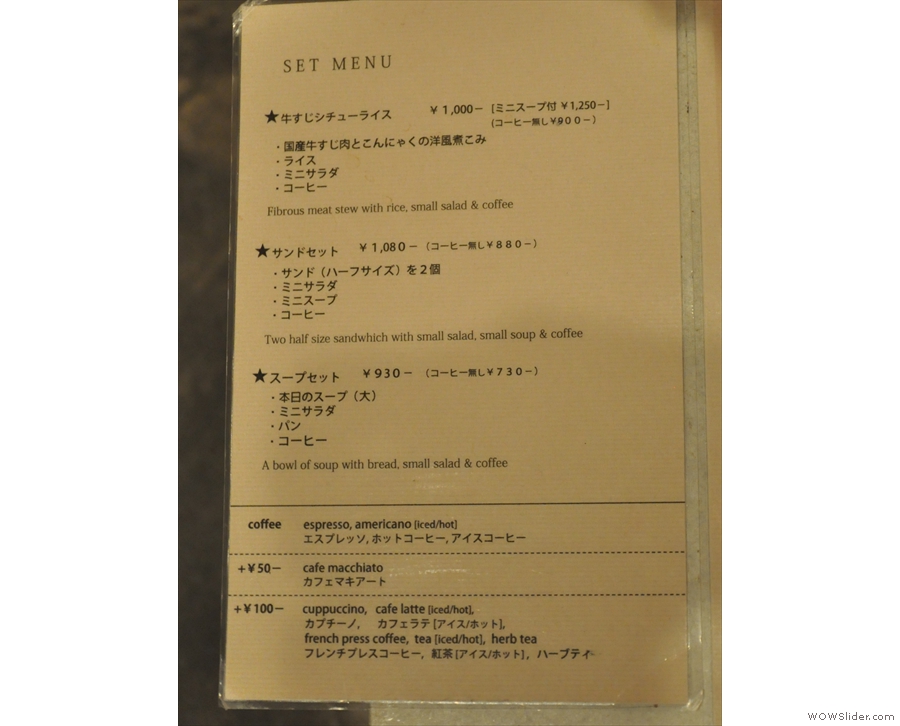 SET MENU
★牛すじシチューライス ¥1,000－ [ミニスープ付 ¥1,250－]
(コーヒー無し¥900－)
・国産牛すじ肉とこんにゃくの洋風煮こみ
・ライス
・ミニサラダ
・コーヒー
Fibrous meat stew with rice, small salad & coffee
★サンドセット ¥1,080－（コーヒー無し¥880－）
・サンド（ハーフサイズ）を２個
・ミニサラダ
・ミニスープ
・コーヒー
Two half size sandwhich with small salad, small soup & coffee
★スープセット ¥930－（コーヒー無し¥730－）
・本日のスープ（大）
・ミニサラダ
・パン
・コーヒー
A bowl of soup with bread, small salad & coffee
coffee espresso, americano [iced/hot]
エスプレッソ, ホットコーヒー, アイスコーヒー
+¥50－ cafe macchiato
カフェマキアート
+¥100－ cuppuccino, cafe latte [iced/hot],
カプチーノ, カフェラテ [アイス/ホット],
french press coffee, tea [iced/hot], herb tea
フレンチプレスコーヒー, 紅茶 [アイス/ホット], ハーブティー
WOWSlider.com